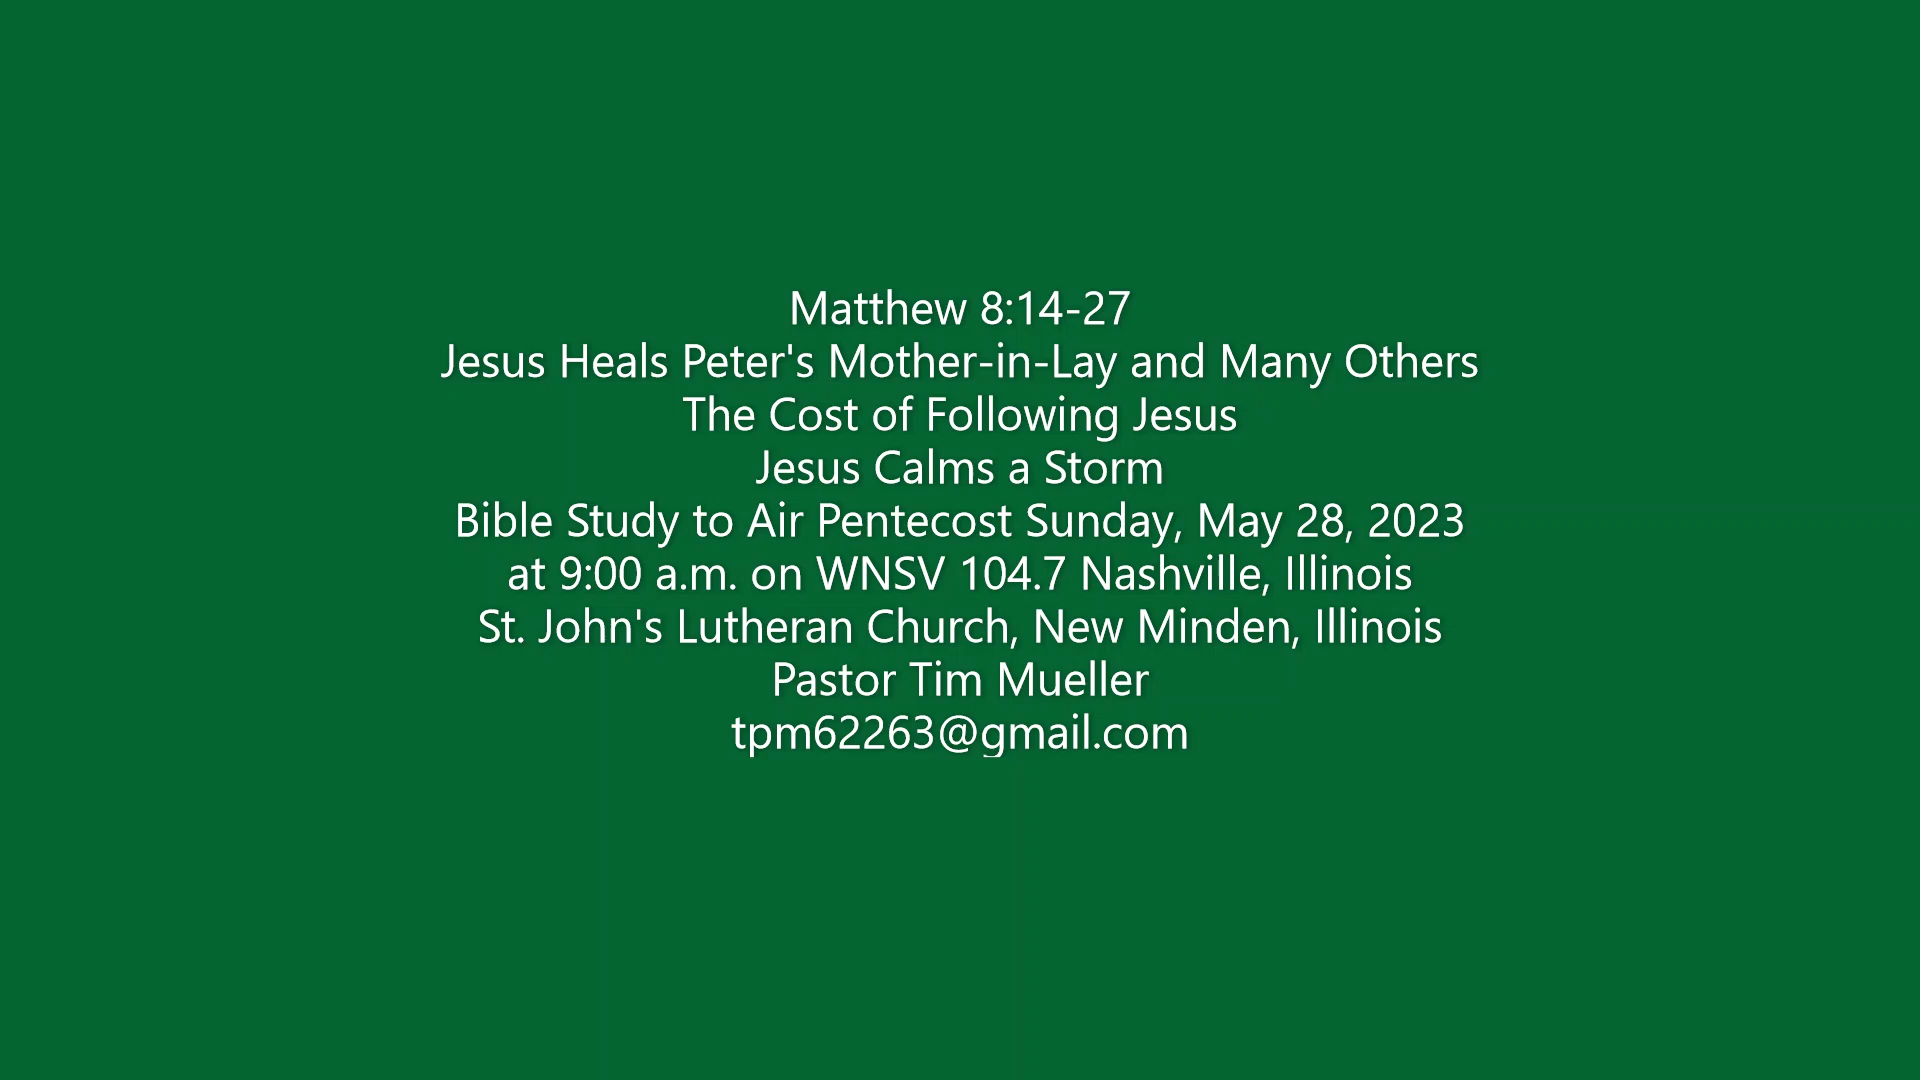 Matthew 8:14-27
Jesus Heals Peter's Mother-in-Lay and Many Others
The Cost of Following Jesus
Jesus Calms a Storm
Bible Study to Air Pentecost Sunday, May 28, 2023
at 9:00 a.m. on WNSV 104.7 Nashville, Illinois
St. John's Lutheran Church, New Minden, Illinois
Pastor Tim Mueller
tpm62263@gmail.com